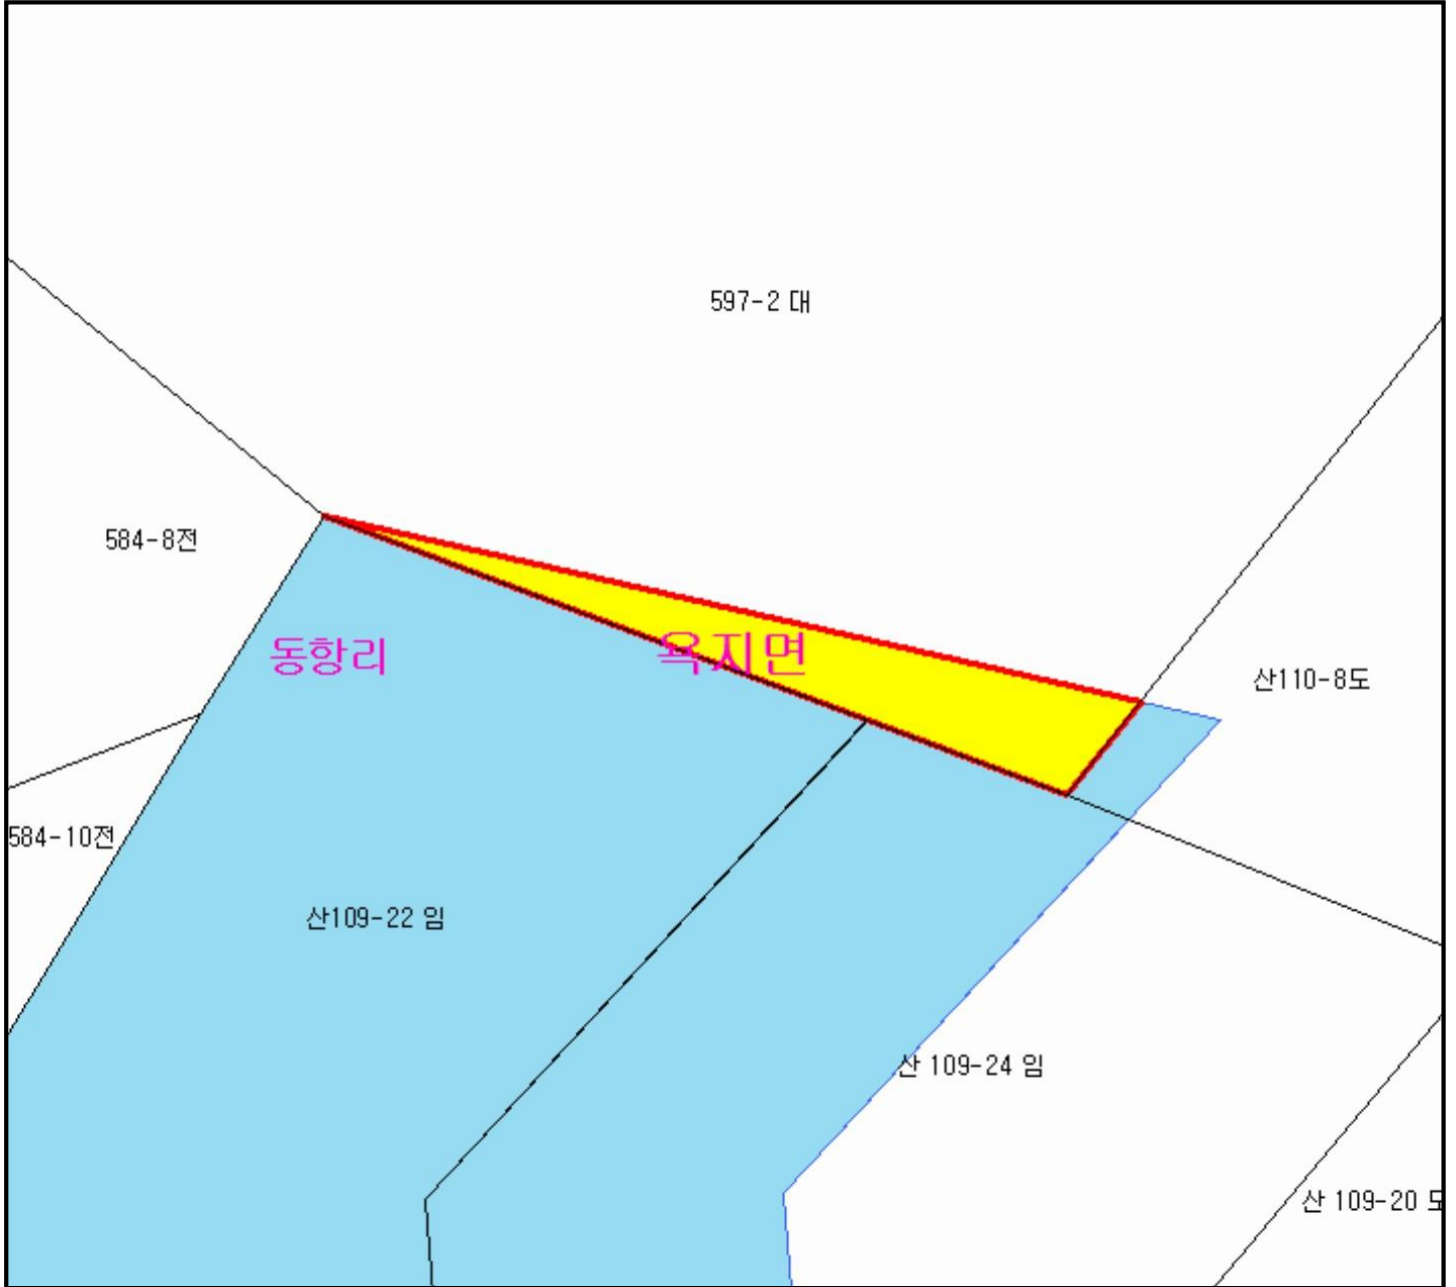 597-2 대
584-8전
동항리
욕지면
산110-8도
584-10전
산109-22 임
산 109-24 임
산 109-20 도